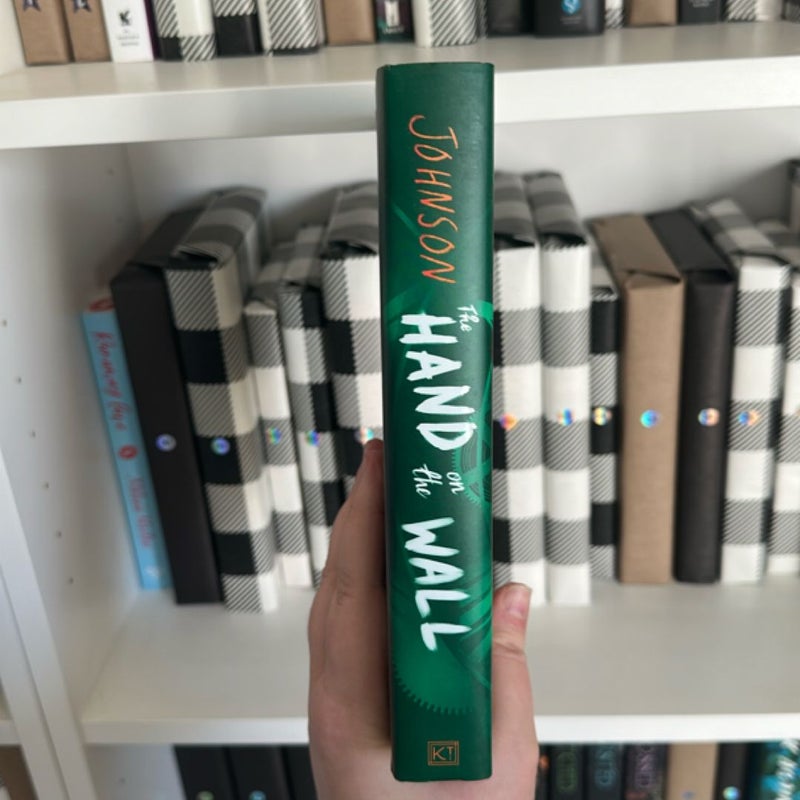 JOHNSON
The
HAND
on
the
WALL
KT